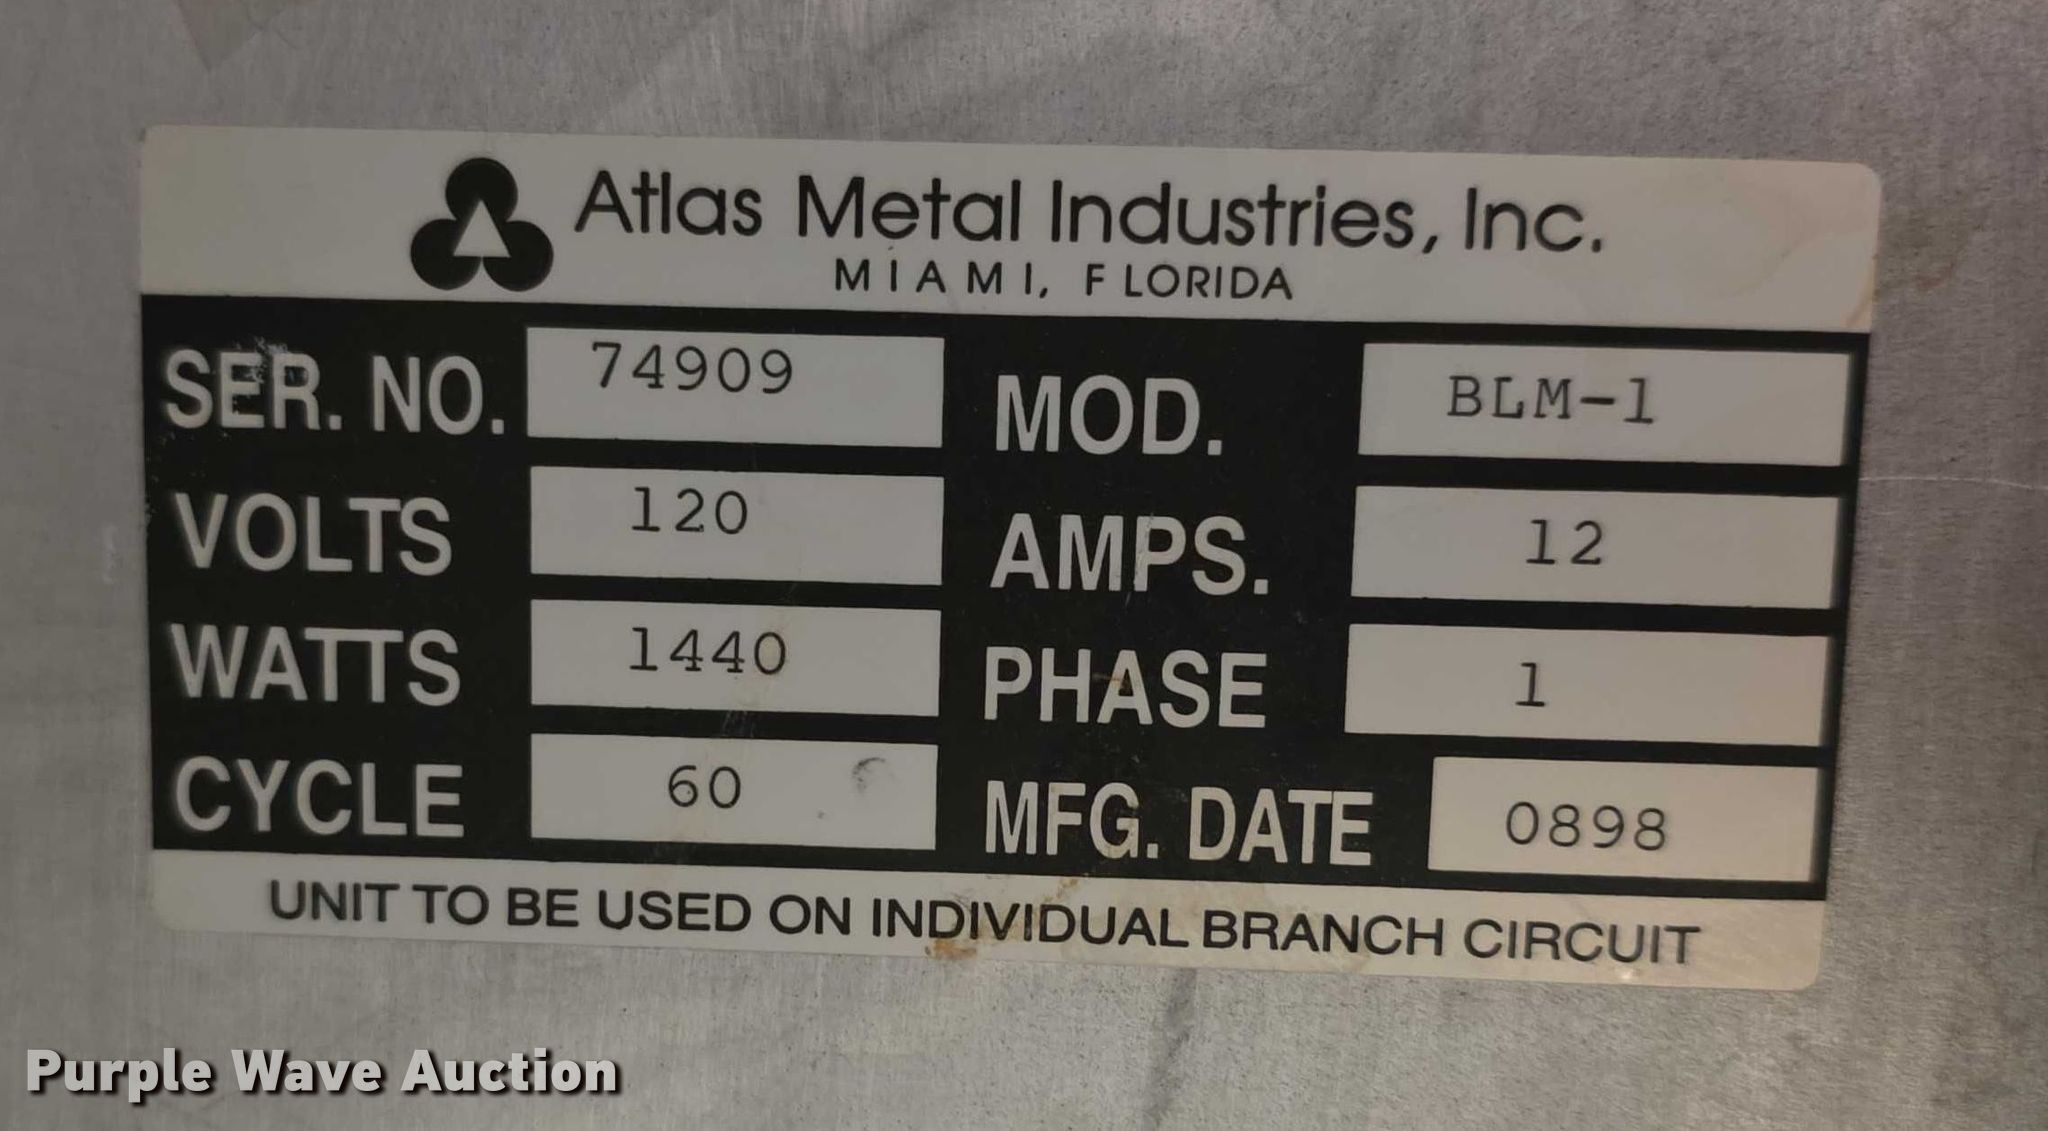 Atlas Metal Industries, Inc.
MIAMI, FLORIDA
SER. NO. 74909 MOD. BLM-1
VOLTS 120 AMPS. 12
WATTS 1440 PHASE 1
CYCLE 60 MFG. DATE 0898
UNIT TO BE USED ON INDIVIDUAL BRANCH CIRCUIT
Purple Wave Auction